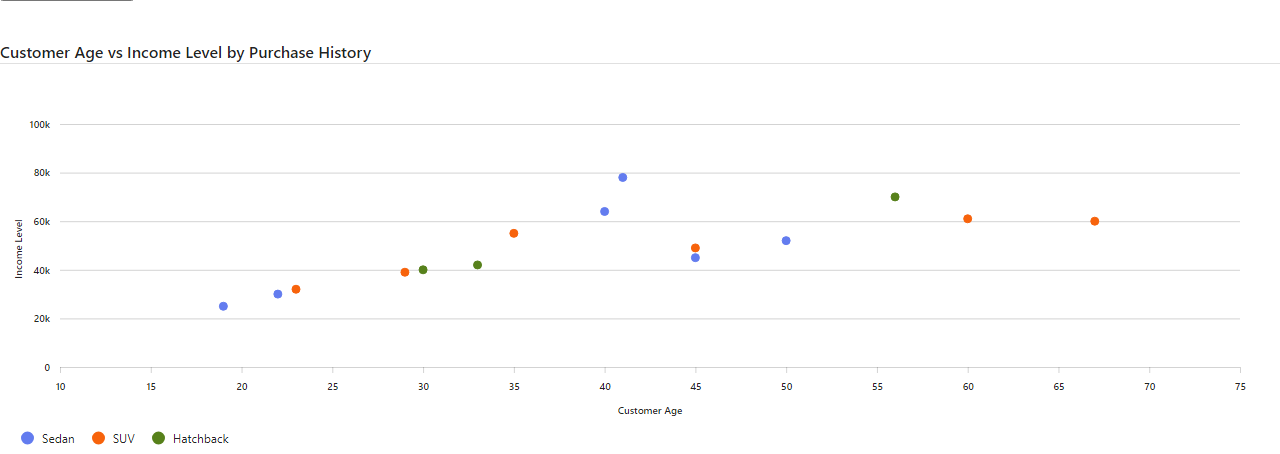 Customer Age vs Income Level by Purchase History
100k
80k
60k
40k
20k
0
Income Level
10 15 20 25 30 35 40 45 50 55 60 65 70 75
Customer Age
Sedan SUV Hatchback